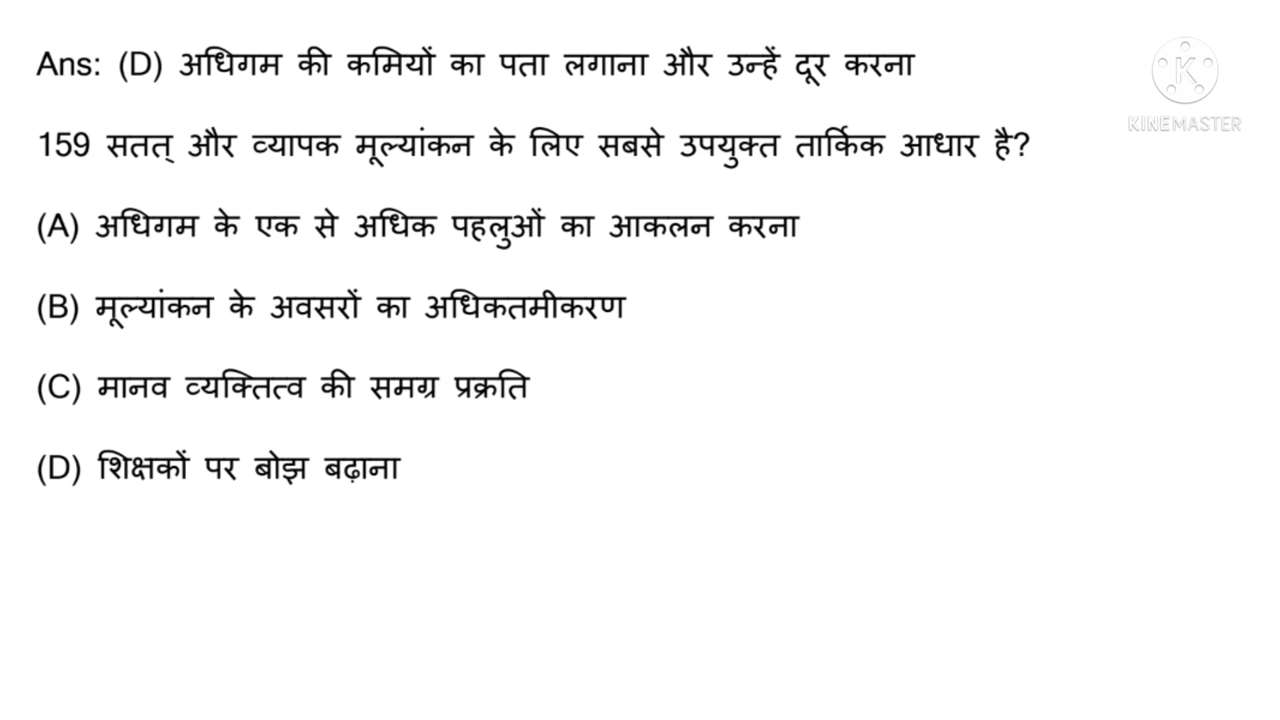 Ans: (D) अधिगम की कमियों का पता लगाना और उन्हें दूर करना
KINEMASTER
159 सतत् और व्यापक मूल्यांकन के लिए सबसे उपयुक्त तार्किक आधार है?
(A) अधिगम के एक से अधिक पहलुओं का आकलन करना
(B) मूल्यांकन के अवसरों का अधिकतमीकरण
(C) मानव व्यक्तित्व की समग्र प्रक्रति
(D) शिक्षकों पर बोझ बढ़ाना